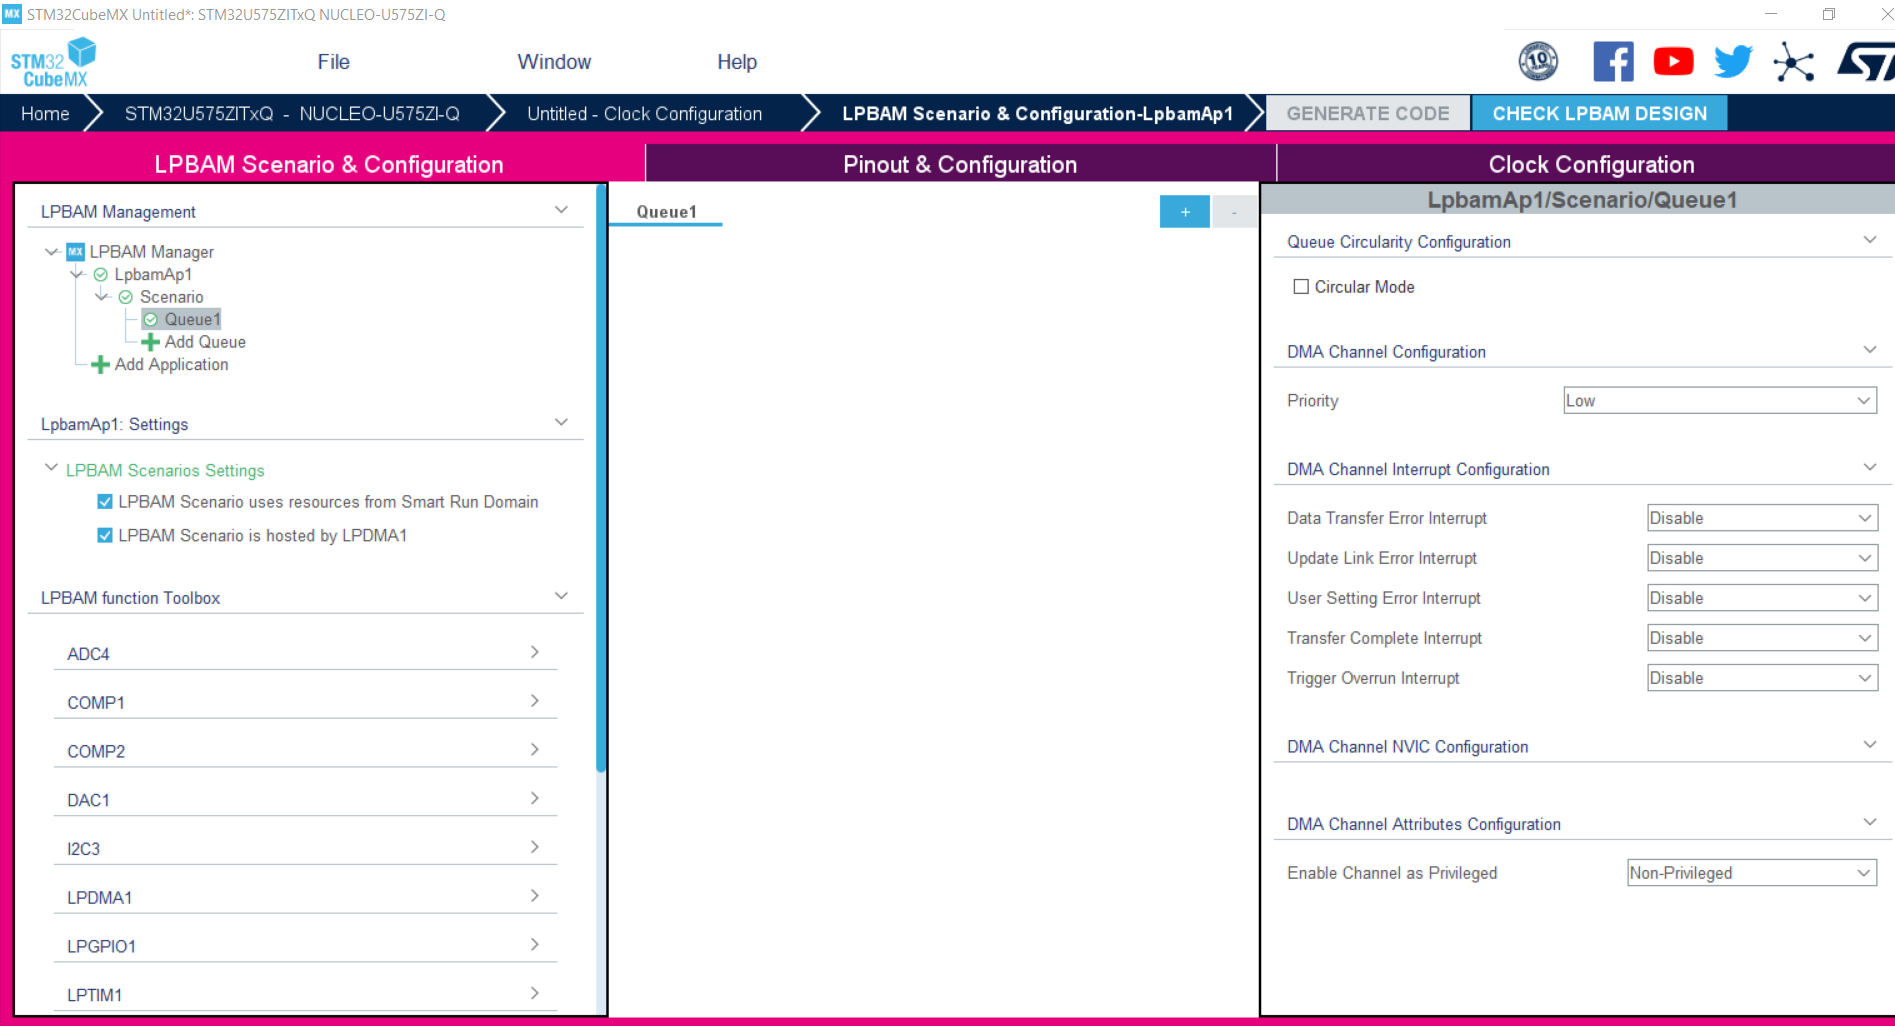 MX STM32CubeMX Untitled*: STM32U575ZITxQ NUCLEO-U575ZI-Q
STM32
CubeMX
File
Window
Help
10
Home
STM32U575ZITxQ - NUCLEO-U575ZI-Q
Untitled - Clock Configuration
LPBAM Scenario & Configuration-LpbamAp1
GENERATE CODE
CHECK LPBAM DESIGN
LPBAM Scenario & Configuration
Pinout & Configuration
Clock Configuration
LPBAM Management
MX LPBAM Manager
LpbamAp1
Scenario
Queue1
Add Queue
Add Application
LpbamAp1: Settings
LPBAM Scenarios Settings
LPBAM Scenario uses resources from Smart Run Domain
LPBAM Scenario is hosted by LPDMA1
LPBAM function Toolbox
ADC4
COMP1
COMP2
DAC1
I2C3
LPDMA1
LPGPIO1
LPTIM1
Queue1
+
-
LpbamAp1/Scenario/Queue1
Queue Circularity Configuration
Circular Mode
DMA Channel Configuration
Priority
Low
DMA Channel Interrupt Configuration
Data Transfer Error Interrupt
Disable
Update Link Error Interrupt
Disable
User Setting Error Interrupt
Disable
Transfer Complete Interrupt
Disable
Trigger Overrun Interrupt
Disable
DMA Channel NVIC Configuration
DMA Channel Attributes Configuration
Enable Channel as Privileged
Non-Privileged